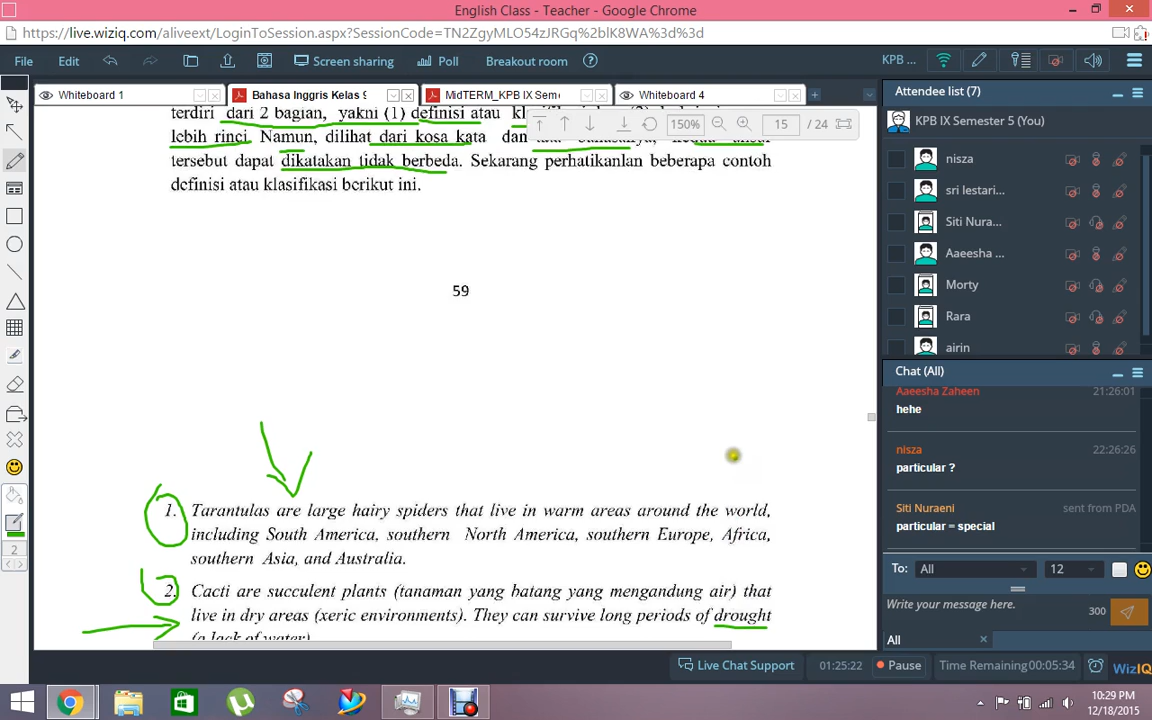 English Class - Teacher - Google Chrome
https://live.wiziq.com/aliveext/LoginToSession.aspx?SessionCode=TN2ZgyMLO54zJRGq%2blK8WA%3d%3d
File Edit Screen sharing Poll Breakout room ? KPB ...
Whiteboard 1 Bahasa Inggris Kelas 9 MidTERM_KPB IX Sem Whiteboard 4
terdiri dari 2 bagian, yakni (1) definisi atau
150% 15 / 24
lebih rinci. Namun, dilihat dari kosa kata dan
tersebut dapat dikatakan tidak berbeda. Sekarang perhatikanlan beberapa contoh
definisi atau klasifikasi berikut ini.
59
1. Tarantulas are large hairy spiders that live in warm areas around the world,
including South America, southern North America, southern Europe, Africa,
southern Asia, and Australia.
2. Cacti are succulent plants (tanaman yang batang yang mengandung air) that
live in dry areas (xeric environments). They can survive long periods of drought
(a lack of water)
2
Attendee list (7)
KPB IX Semester 5 (You)
nisza
sri lestari...
Siti Nura...
Aaeesha ...
Morty
Rara
airin
Chat (All)
Aaeesha Zaheen 21:26:01
hehe
nisza 22:26:26
particular ?
Siti Nuraeni sent from PDA
particular = special
To: All 12
Write your message here. 300
All
Live Chat Support 01:25:22 Pause Time Remaining 00:05:34 WizIQ
10:29 PM
12/18/2015